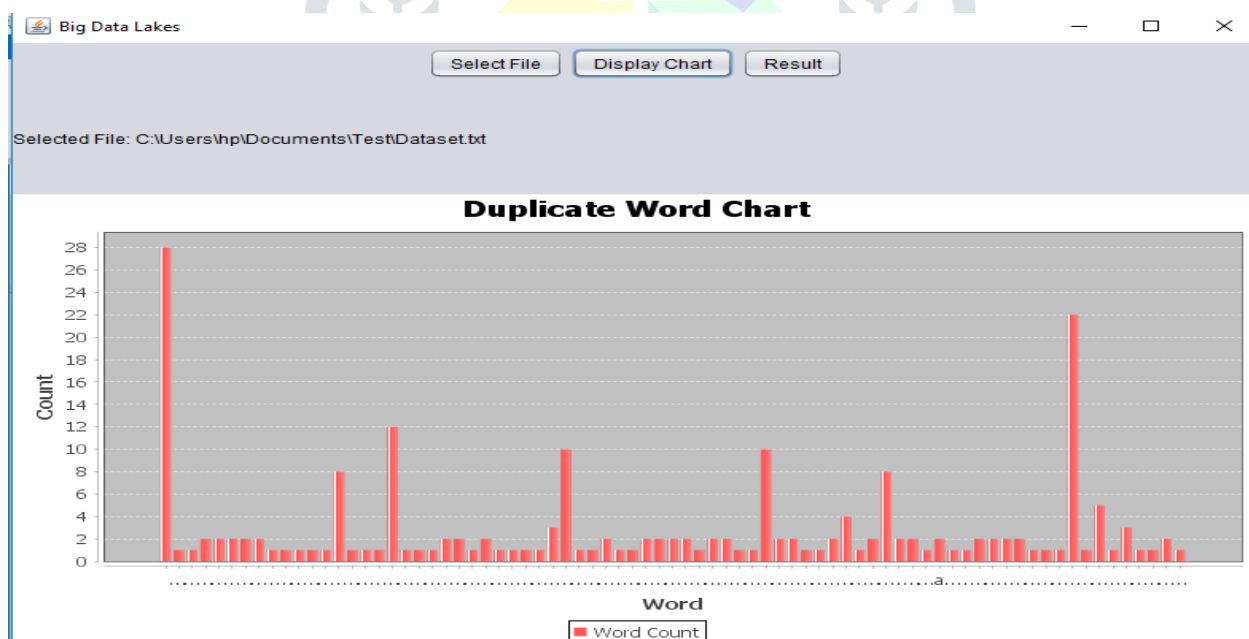 Big Data Lakes
Select File Display Chart Result
Selected File: C:\Users\hp\Documents\Test\Dataset.txt
Duplicate Word Chart
28
26
24
22
20
18
16
14
12
10
8
6
4
2
0
Count
a
Word
Word Count